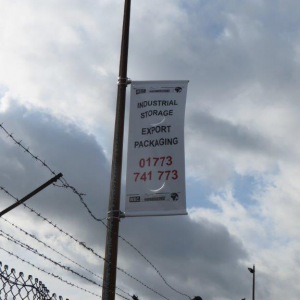 INDUSTRIAL
STORAGE
EXPORT
PACKAGING
01773
741 773